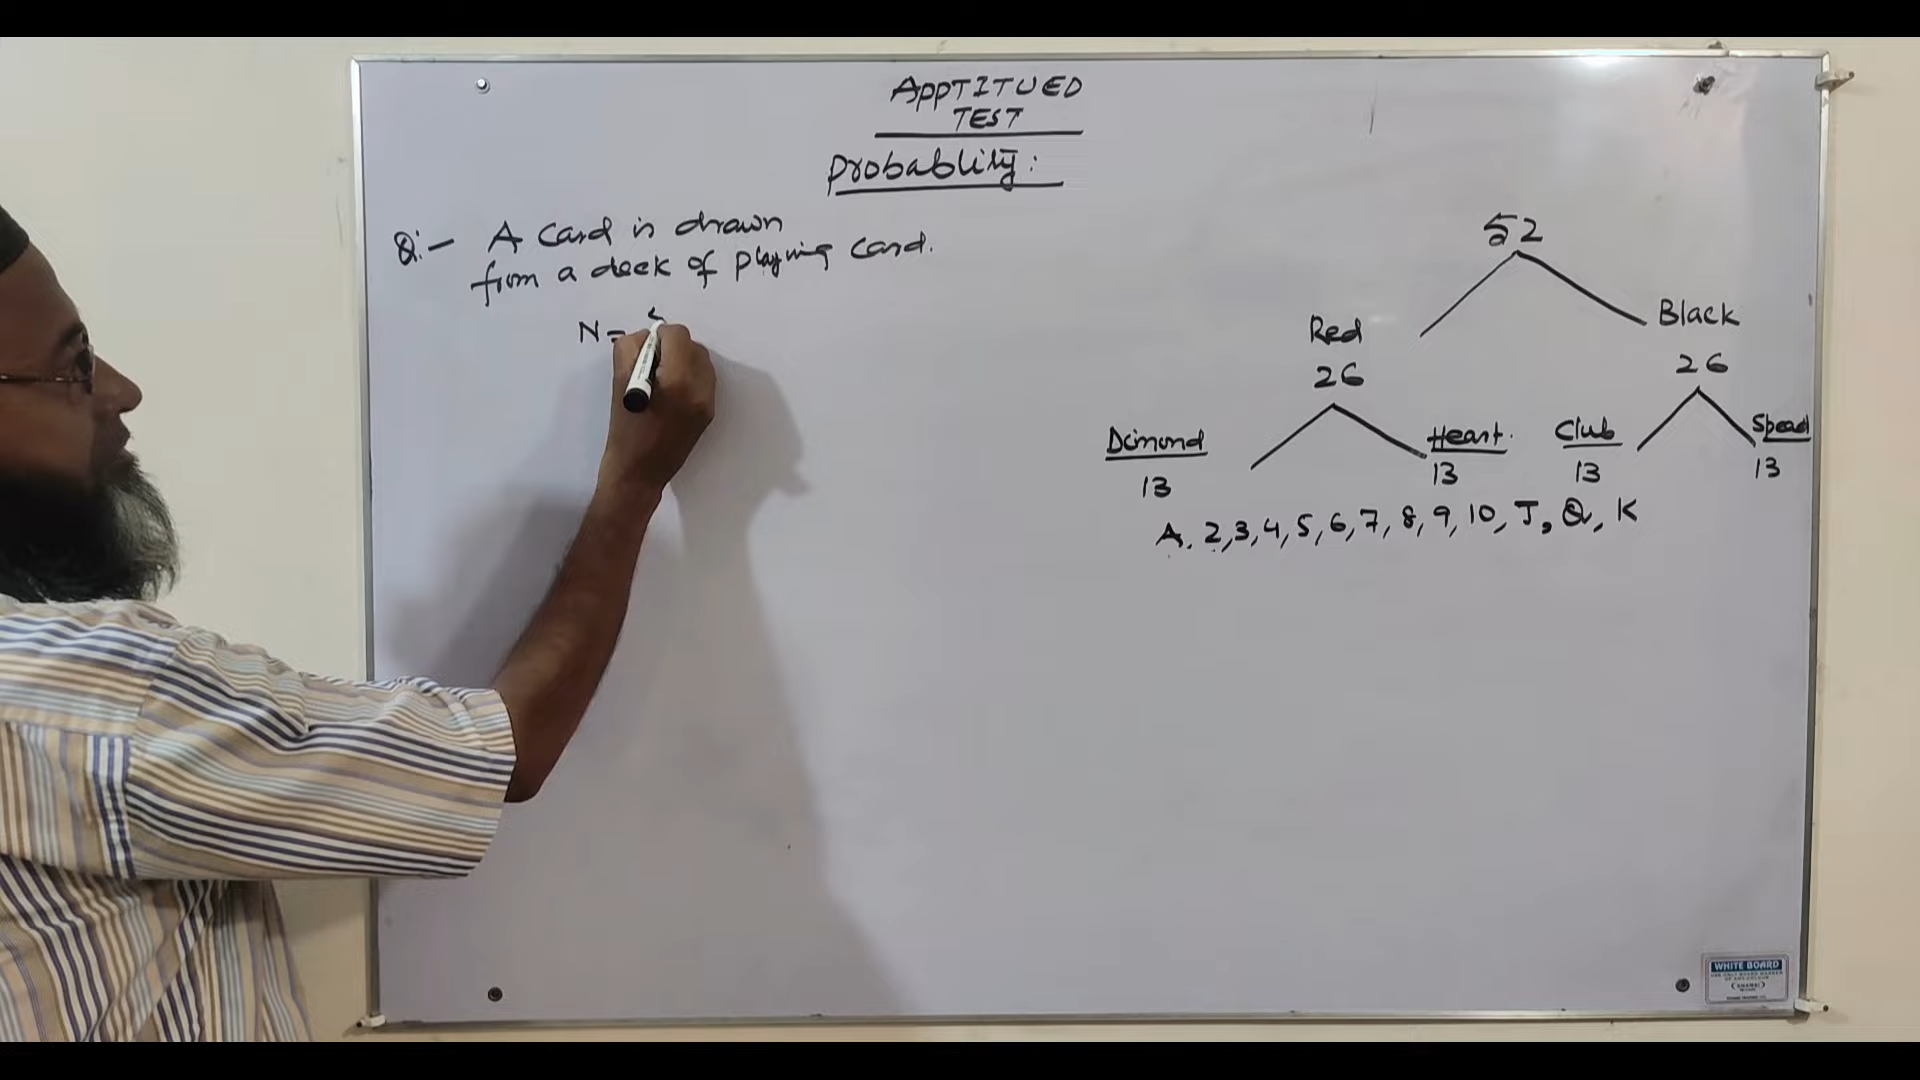 APPTITUED
TEST
Probablity:
Q:- A Card is drawn
from a deck of playing card.
N=
52
Red
Black
26
26
Dimond
Heart.
Club
Spead
13
13
13
13
A, 2, 3, 4, 5, 6, 7, 8, 9, 10, J, Q, K
WHITE BOARD